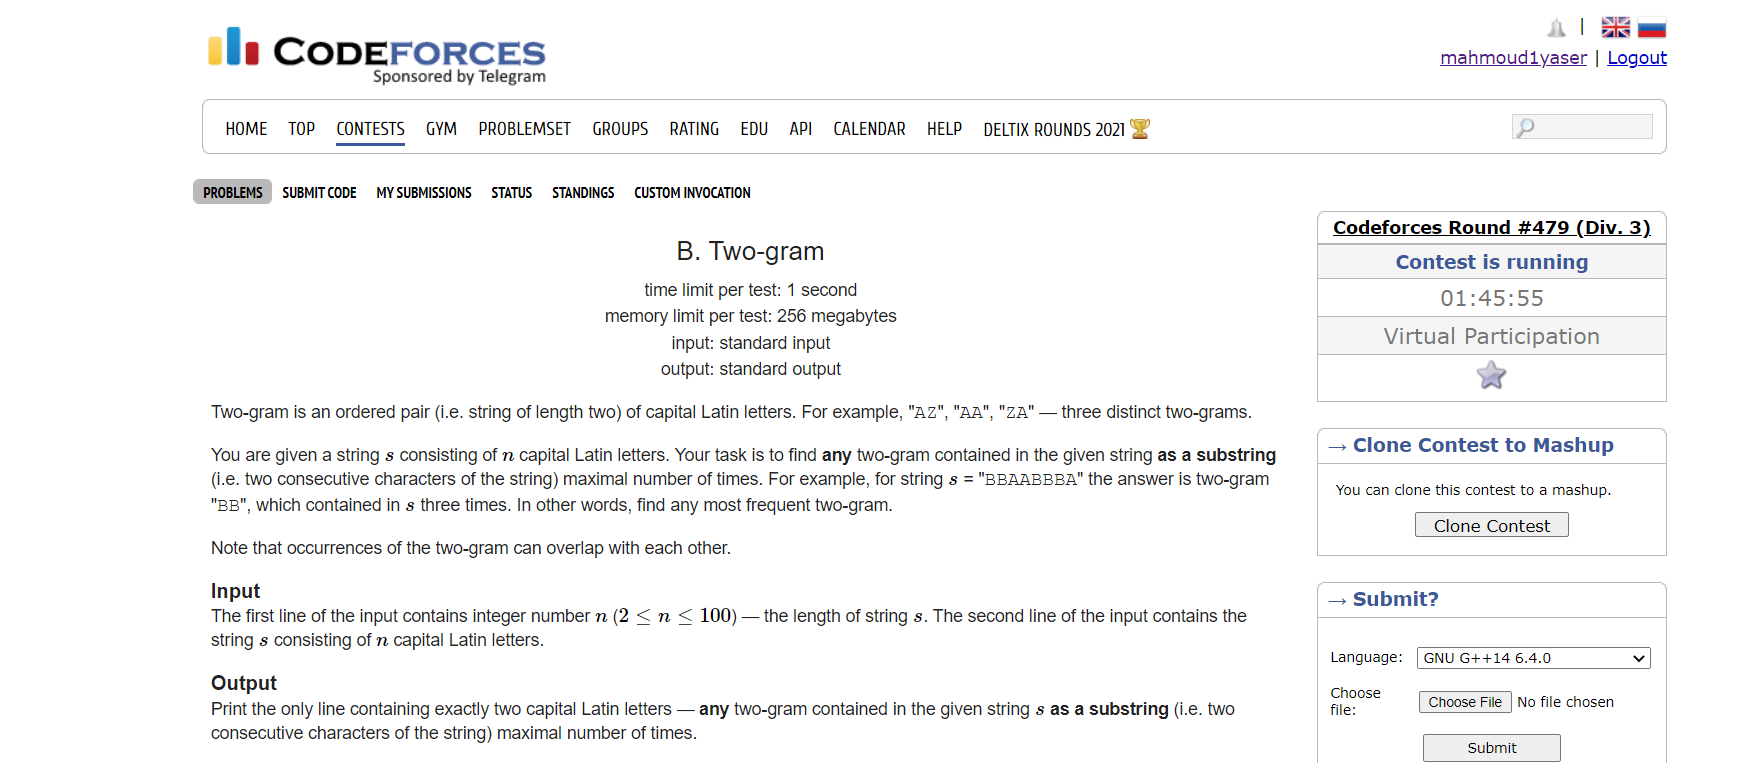 CODEFORCES
Sponsored by Telegram
|
mahmoud1yaser | Logout
HOME TOP CONTESTS GYM PROBLEMSET GROUPS RATING EDU API CALENDAR HELP DELTIX ROUNDS 2021
PROBLEMS SUBMIT CODE MY SUBMISSIONS STATUS STANDINGS CUSTOM INVOCATION
B. Two-gram
time limit per test: 1 second
memory limit per test: 256 megabytes
input: standard input
output: standard output
Two-gram is an ordered pair (i.e. string of length two) of capital Latin letters. For example, "AZ", "AA", "ZA" — three distinct two-grams.
You are given a string s consisting of n capital Latin letters. Your task is to find any two-gram contained in the given string as a substring
(i.e. two consecutive characters of the string) maximal number of times. For example, for string s = "BBAABBBA" the answer is two-gram
"BB", which contained in s three times. In other words, find any most frequent two-gram.
Note that occurrences of the two-gram can overlap with each other.
Input
The first line of the input contains integer number n (2 ≤ n ≤ 100) — the length of string s. The second line of the input contains the
string s consisting of n capital Latin letters.
Output
Print the only line containing exactly two capital Latin letters — any two-gram contained in the given string s as a substring (i.e. two
consecutive characters of the string) maximal number of times.
Codeforces Round #479 (Div. 3)
Contest is running
01:45:55
Virtual Participation
→ Clone Contest to Mashup
You can clone this contest to a mashup.
Clone Contest
→ Submit?
Language: GNU G++14 6.4.0
Choose
file: Choose File No file chosen
Submit